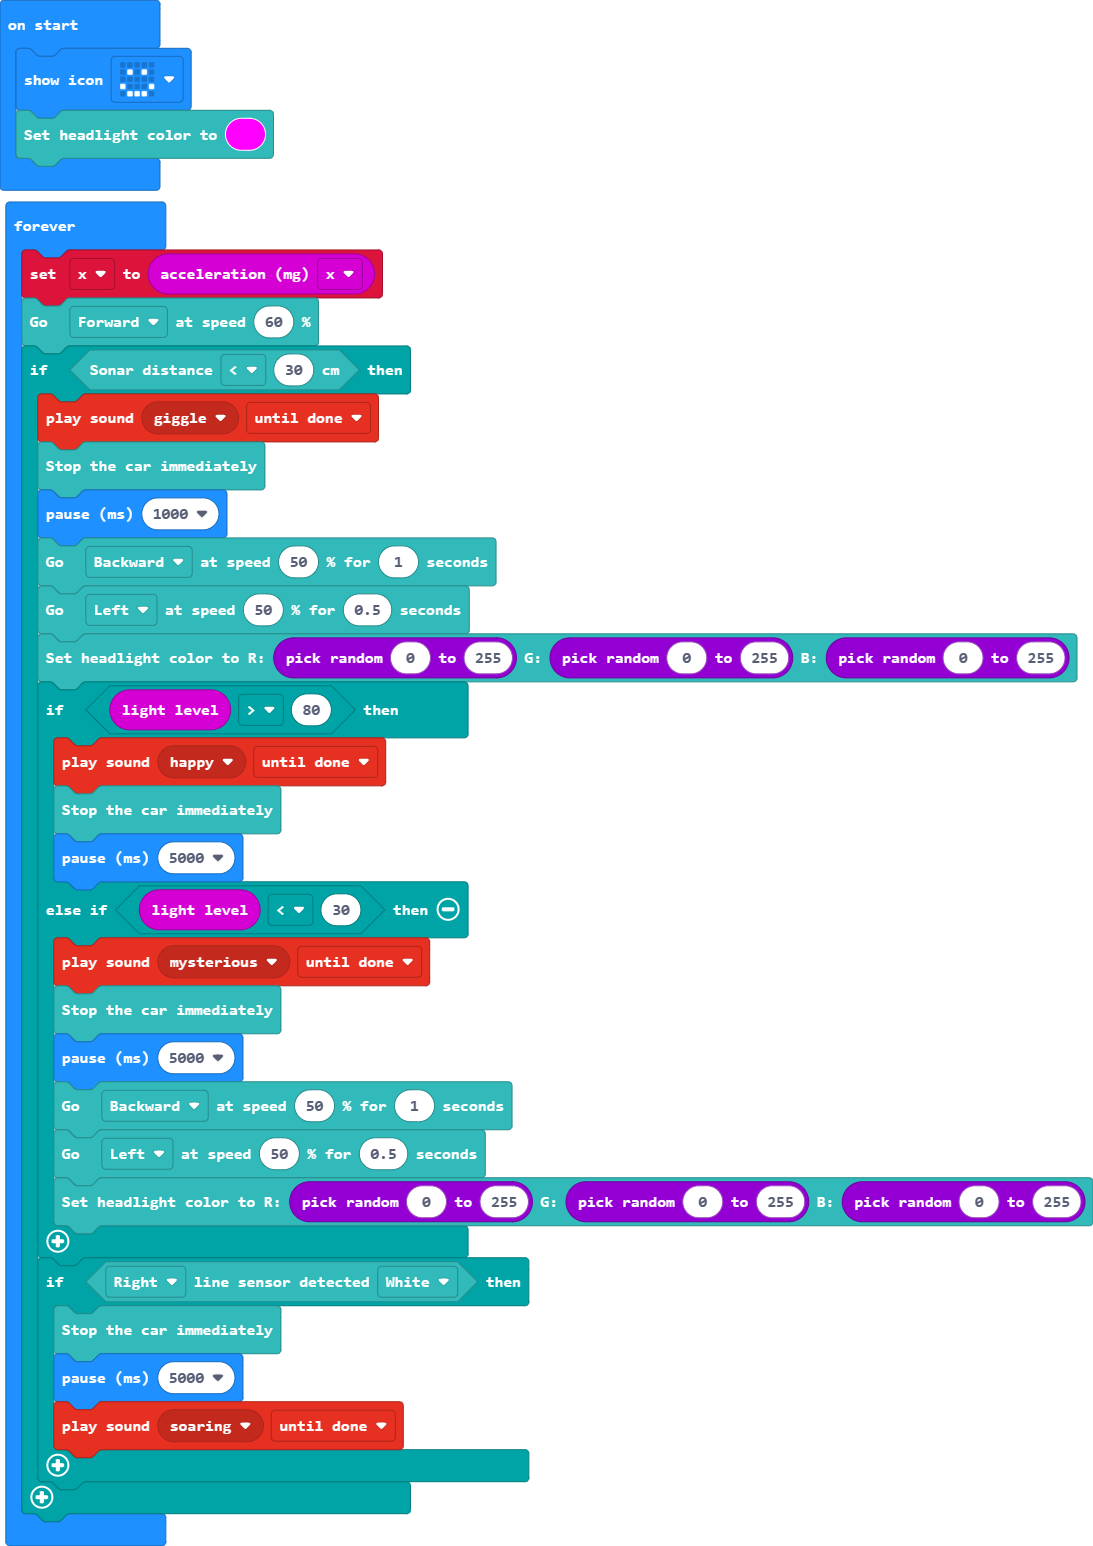 on start
show icon
Set headlight color to
forever
set x to acceleration (mg) x
Go Forward at speed 60 %
if Sonar distance < 30 cm then
play sound giggle until done
Stop the car immediately
pause (ms) 1000
Go Backward at speed 50 % for 1 seconds
Go Left at speed 50 % for 0.5 seconds
Set headlight color to R: pick random 0 to 255 G: pick random 0 to 255 B: pick random 0 to 255
if light level > 80 then
play sound happy until done
Stop the car immediately
pause (ms) 5000
else if light level < 30 then
play sound mysterious until done
Stop the car immediately
pause (ms) 5000
Go Backward at speed 50 % for 1 seconds
Go Left at speed 50 % for 0.5 seconds
Set headlight color to R: pick random 0 to 255 G: pick random 0 to 255 B: pick random 0 to 255
if Right line sensor detected White then
Stop the car immediately
pause (ms) 5000
play sound soaring until done